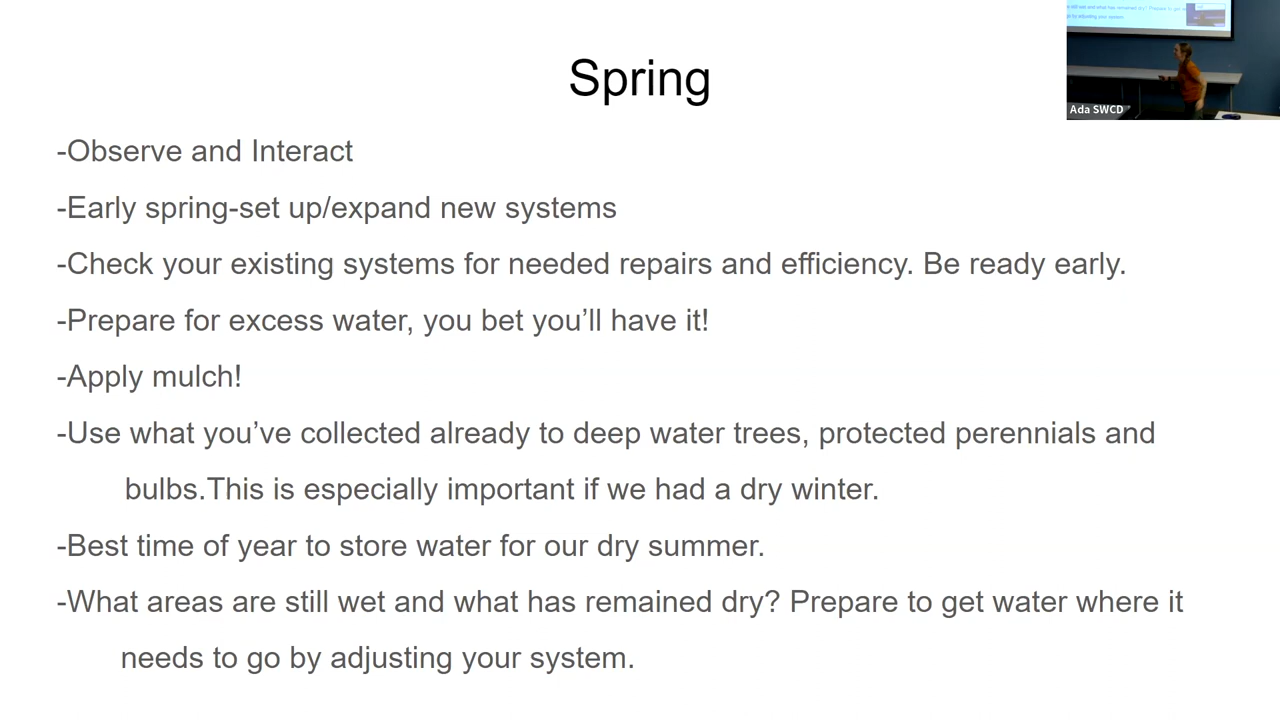 Spring
-Observe and Interact
-Early spring-set up/expand new systems
-Check your existing systems for needed repairs and efficiency. Be ready early.
-Prepare for excess water, you bet you’ll have it!
-Apply mulch!
-Use what you’ve collected already to deep water trees, protected perennials and
bulbs.This is especially important if we had a dry winter.
-Best time of year to store water for our dry summer.
-What areas are still wet and what has remained dry? Prepare to get water where it
needs to go by adjusting your system.
Ada SWCD